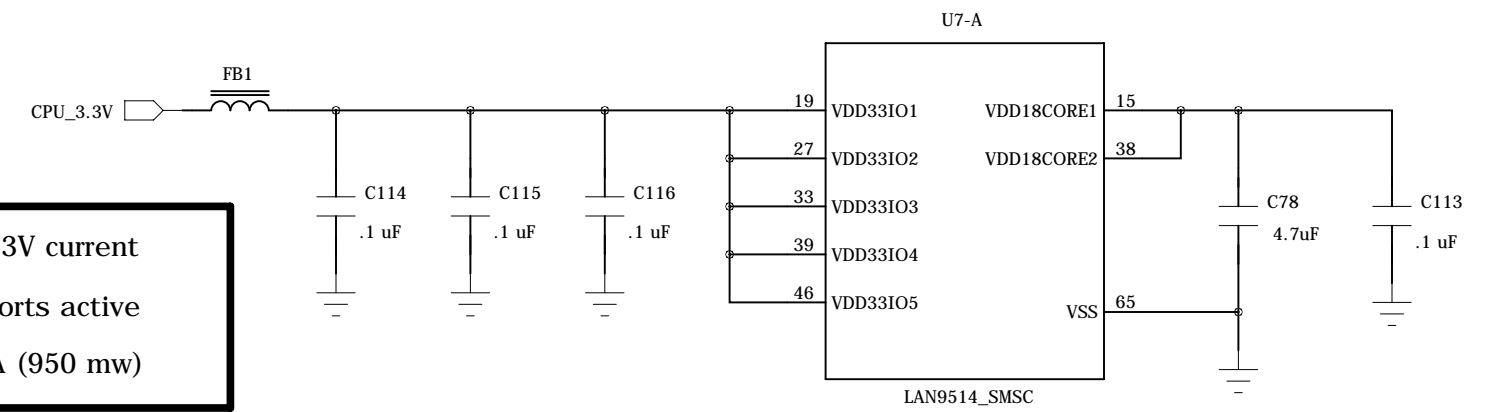 U7-A
FB1
CPU_3.3V
19 VDD33IO1
27 VDD33IO2
33 VDD33IO3
39 VDD33IO4
46 VDD33IO5
VDD18CORE1 15
VDD18CORE2 38
VSS 65
C114
.1 uF
C115
.1 uF
C116
.1 uF
C78
4.7uF
C113
.1 uF
LAN9514_SMSC
3V current
orts active
A (950 mw)